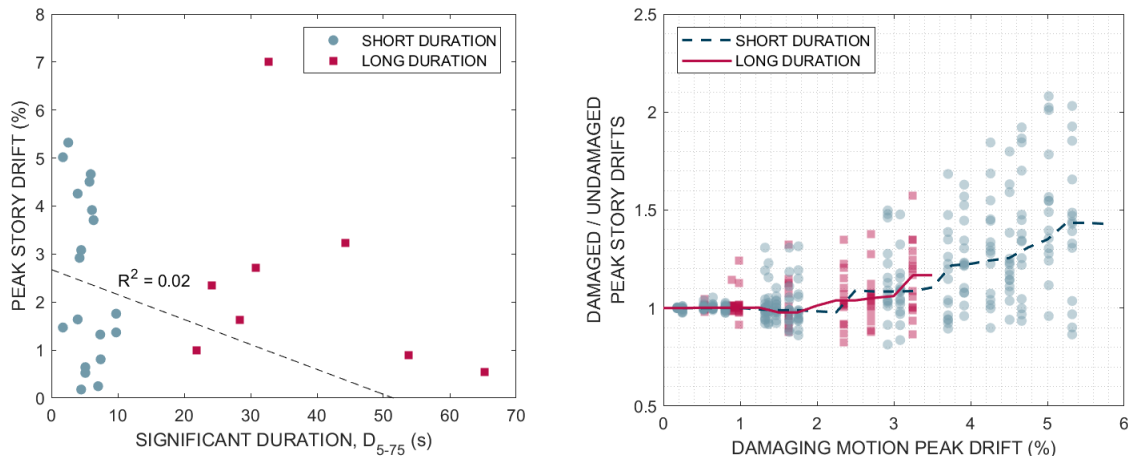 PEAK STORY DRIFT (%)
8
7
6
5
4
3
2
1
0
SHORT DURATION
LONG DURATION
R² = 0.02
0 10 20 30 40 50 60 70
SIGNIFICANT DURATION, D₅₋₇₅ (s)
DAMAGED / UNDAMAGED
PEAK STORY DRIFTS
2.5
2
1.5
1
0.5
SHORT DURATION
LONG DURATION
0 1 2 3 4 5 6
DAMAGING MOTION PEAK DRIFT (%)